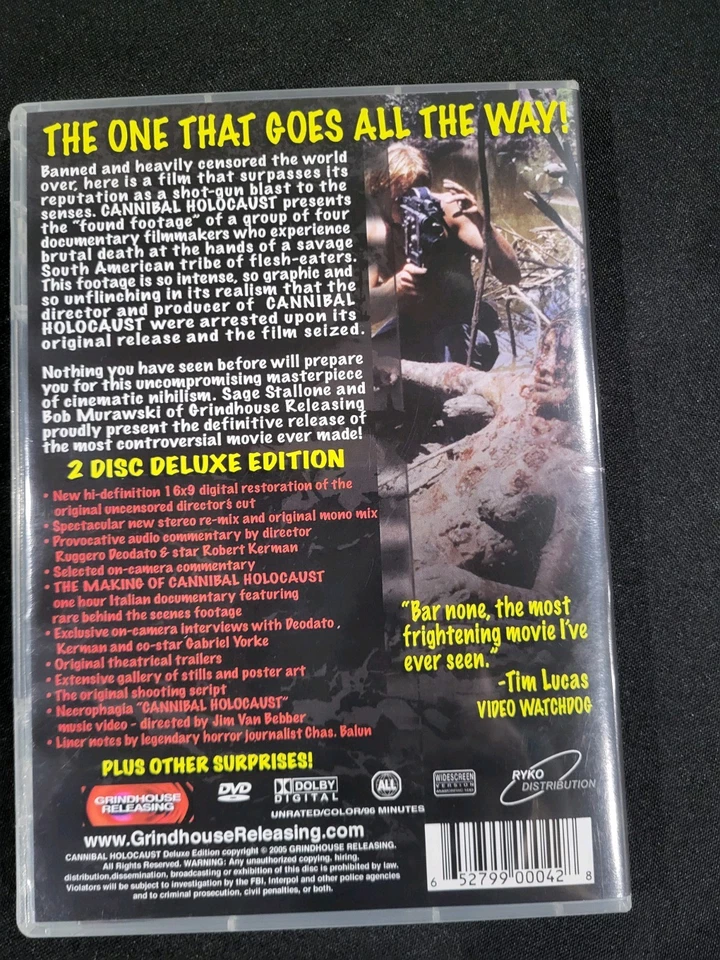 THE ONE THAT GOES ALL THE WAY!
Banned and heavily censored the world
over, here is a film that surpasses its
reputation as a shot-gun blast to the
senses. CANNIBAL HOLOCAUST presents
the "found footage" of a group of four
documentary filmmakers who experience
brutal death at the hands of a savage
South American tribe of flesh-eaters.
This footage is so intense, so graphic and
so unflinching in its realism that the
director and producer of CANNIBAL
HOLOCAUST were arrested upon its
original release and the film seized.
Nothing you have seen before will prepare
you for this uncompromising masterpiece
of cinematic nihilism. Sage Stallone and
Bob Murawski of Grindhouse Releasing
proudly present the definitive release of
the most controversial movie ever made!
2 DISC DELUXE EDITION
• New hi-definition 16x9 digital restoration of the
original uncensored director's cut
• Spectacular new stereo re-mix and original mono mix
• Provocative audio commentary by director
Ruggero Deodato & star Robert Kerman
• Selected on-camera commentary
• THE MAKING OF CANNIBAL HOLOCAUST
one hour Italian documentary featuring
rare behind the scenes footage
• Exclusive on-camera interviews with Deodato,
Kerman and co-star Gabriel Yorke
• Original theatrical trailers
• Extensive gallery of stills and poster art
• The original shooting script
• Necrophagia "CANNIBAL HOLOCAUST"
music video - directed by Jim Van Bebber
• Liner notes by legendary horror journalist Chas. Balun
PLUS OTHER SURPRISES!
"Bar none, the most
frightening movie I've
ever seen."
-Tim Lucas
VIDEO WATCHDOG
GRINDHOUSE
RELEASING
DVD
DOLBY
DIGITAL
ALL
WIDESCREEN
VERSION
RYKO
DISTRIBUTION
UNRATED/COLOR/96 MINUTES
www.GrindhouseReleasing.com
CANNIBAL HOLOCAUST Deluxe Edition copyright © 2005 GRINDHOUSE RELEASING.
All Rights Reserved. WARNING: Any unauthorized copying, hiring,
distribution,dissemination, broadcasting or exhibition of this disc is prohibited by law.
Violators will be subject to investigation by the FBI, Interpol and other police agencies
and to criminal prosecution, civil penalties, or both.
6 52799 00042 8